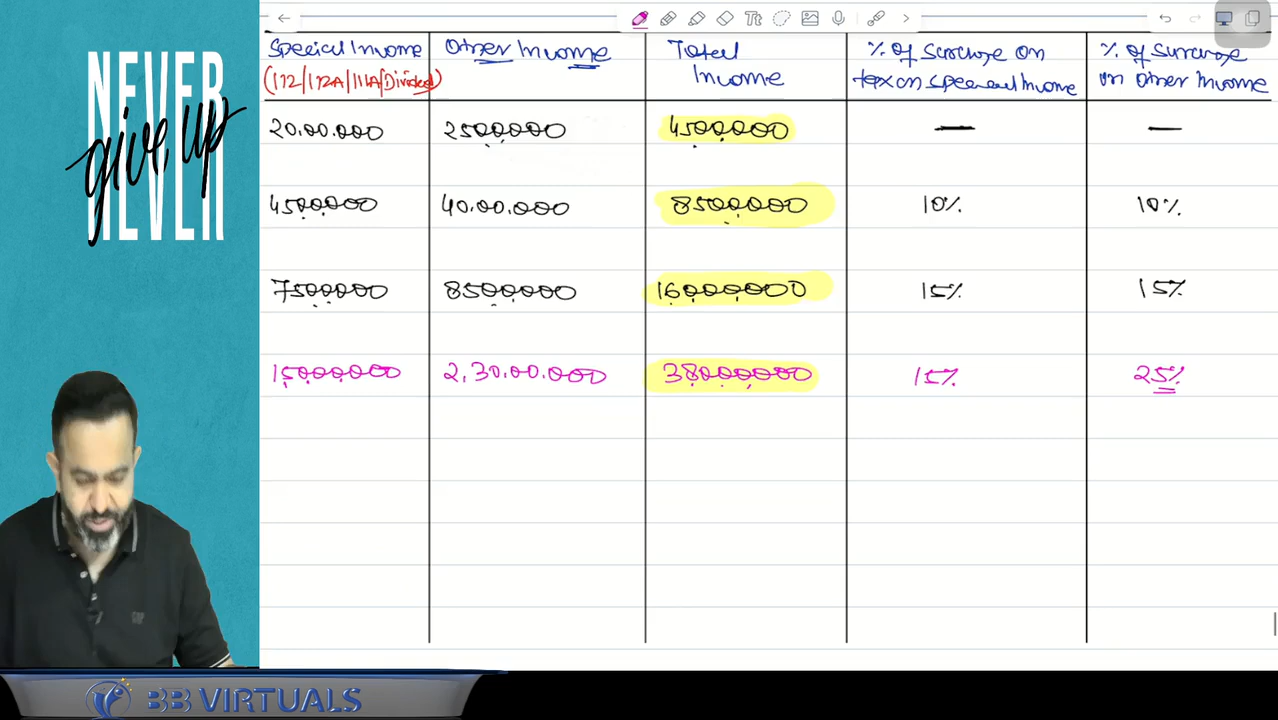 NEVER
give up
NEVER
Special Income Other Income Total % of Surcharge on % of Surcharge
(112/112A/111A/Dividend) Income tax on special Income on other Income
20.00.000 2500000 4500000 — —
4500000 40.00.000 8500000 10% 10%
7500000 8500000 16000000 15% 15%
15000000 2,30.00.000 38000000 15% 25%
BB VIRTUALS